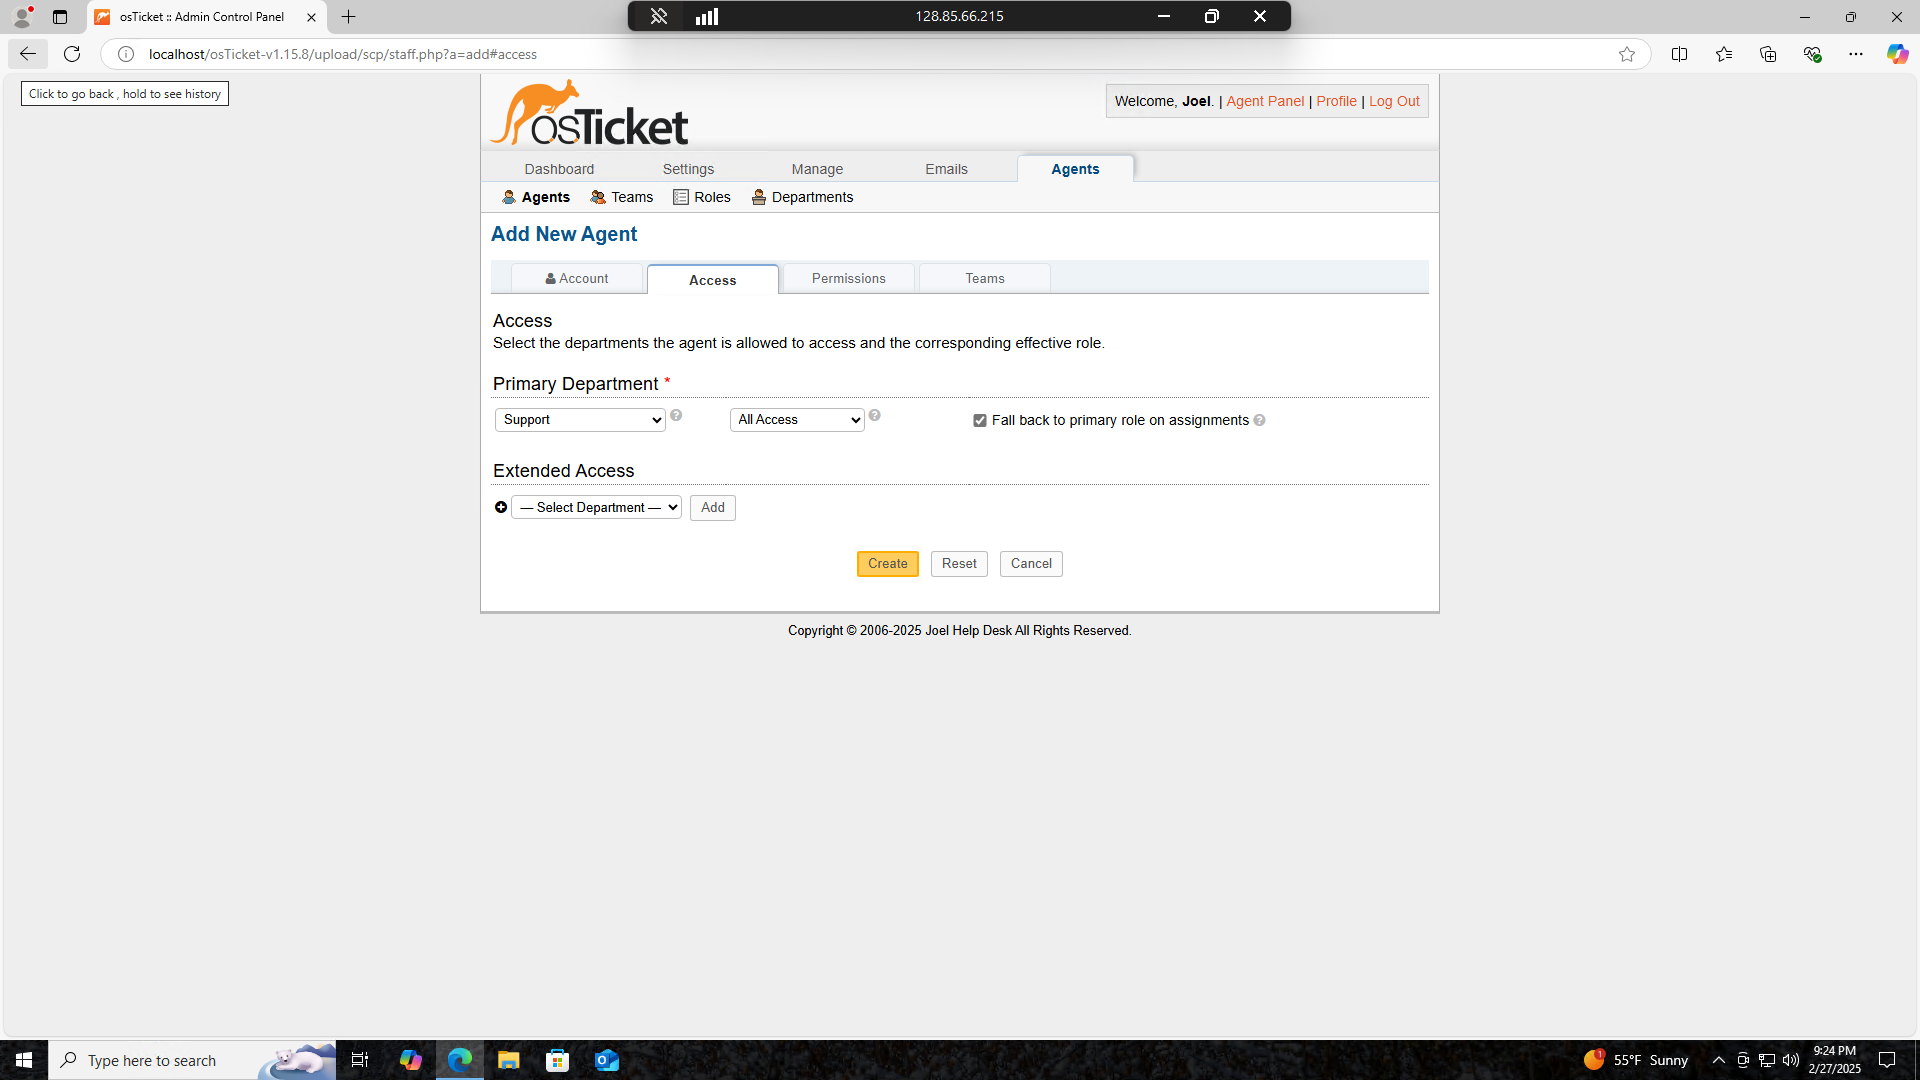 osTicket :: Admin Control Panel
128.85.66.215
localhost/osTicket-v1.15.8/upload/scp/staff.php?a=add#access
Click to go back , hold to see history
osTicket
Welcome, Joel. | Agent Panel | Profile | Log Out
Dashboard Settings Manage Emails Agents
Agents Teams Roles Departments
Add New Agent
Account Access Permissions Teams
Access
Select the departments the agent is allowed to access and the corresponding effective role.
Primary Department *
Support All Access Fall back to primary role on assignments
Extended Access
— Select Department — Add
Create Reset Cancel
Copyright © 2006-2025 Joel Help Desk All Rights Reserved.
Type here to search
1
55°F Sunny
9:24 PM
2/27/2025